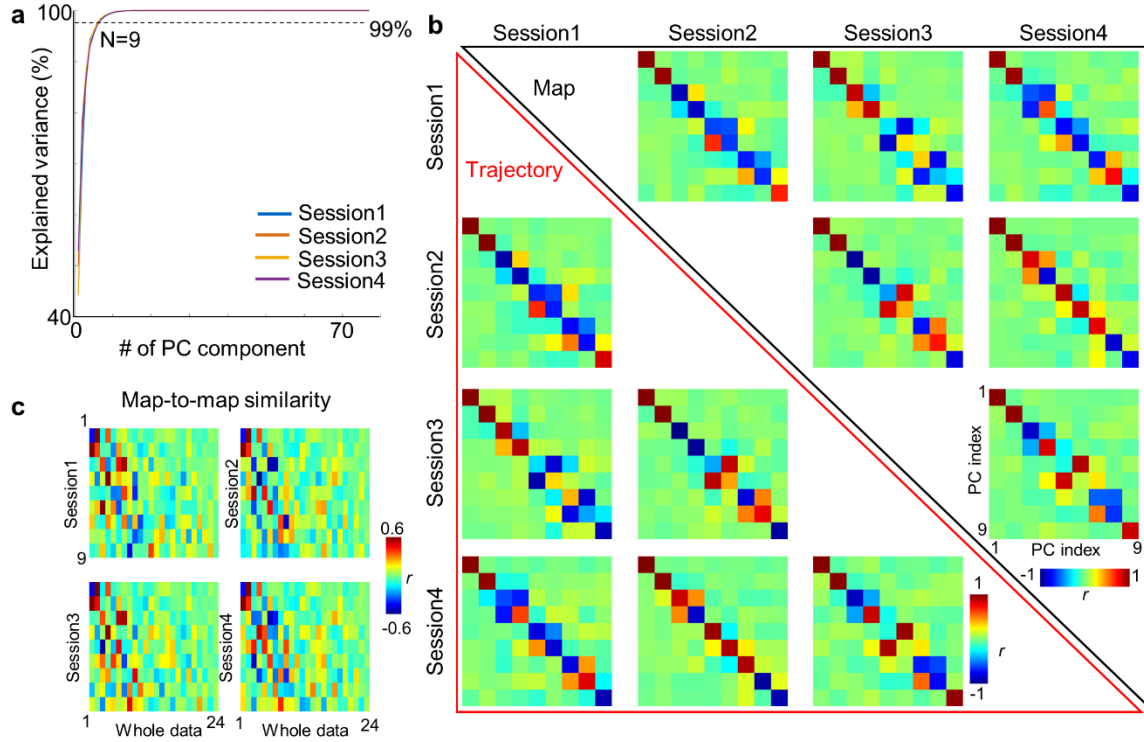 a
100
99%
N=9
Explained variance (%)
Session1
Session2
Session3
Session4
40
0
70
# of PC component
b
Session1
Session2
Session3
Session4
Map
Trajectory
Session1
Session2
Session3
Session4
1
PC index
9
1
PC index
9
-1
1
r
1
r
-1
c
Map-to-map similarity
1
Session1
9
Session2
Session3
Session4
0.6
r
-0.6
1
Whole data
24
1
Whole data
24